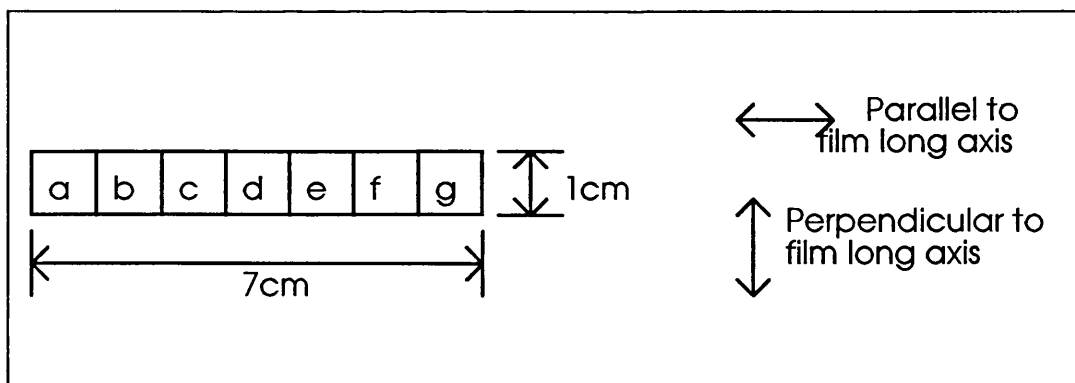 a b c d e f g
1cm
7cm
Parallel to
film long axis
Perpendicular to
film long axis